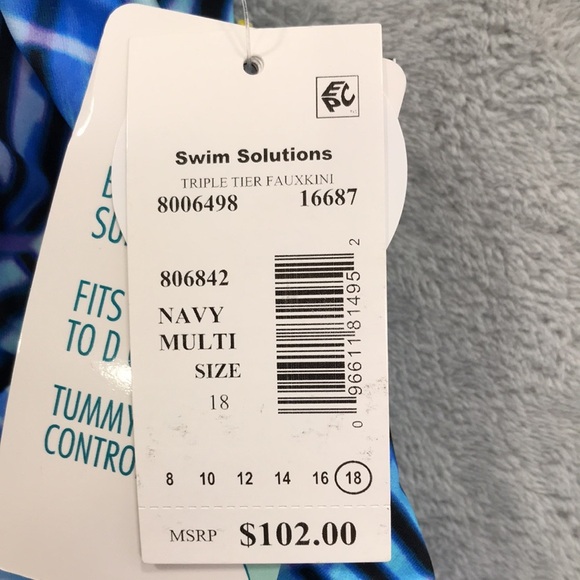 EPC
Swim Solutions
TRIPLE TIER FAUXKINI
8006498 16687
806842
NAVY
MULTI
SIZE
18
0 96611 81495 2
8 10 12 14 16 18
MSRP $102.00
SU
FITS
TO D
TUMMY
CONTRO